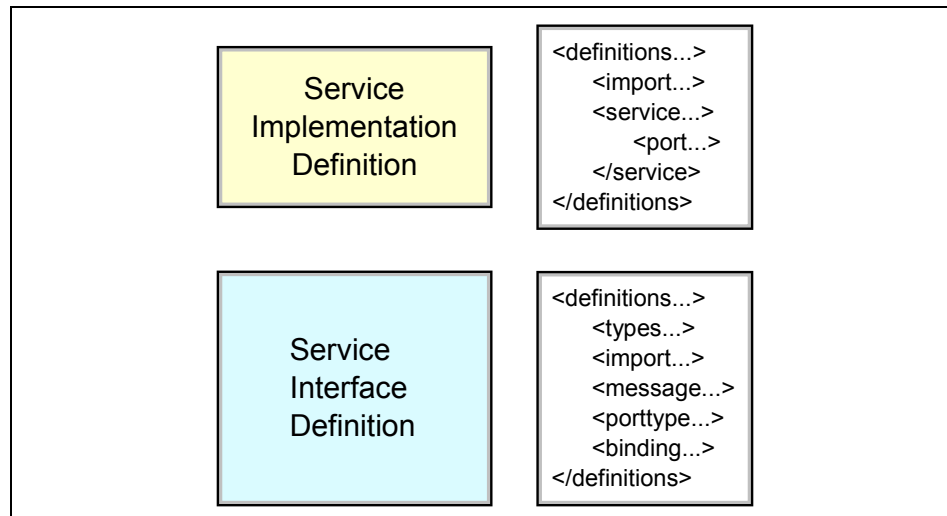 Service
Implementation
Definition
<definitions...>
<import...>
<service...>
<port...>
</service>
</definitions>
Service
Interface
Definition
<definitions...>
<types...>
<import...>
<message...>
<porttype...>
<binding...>
</definitions>